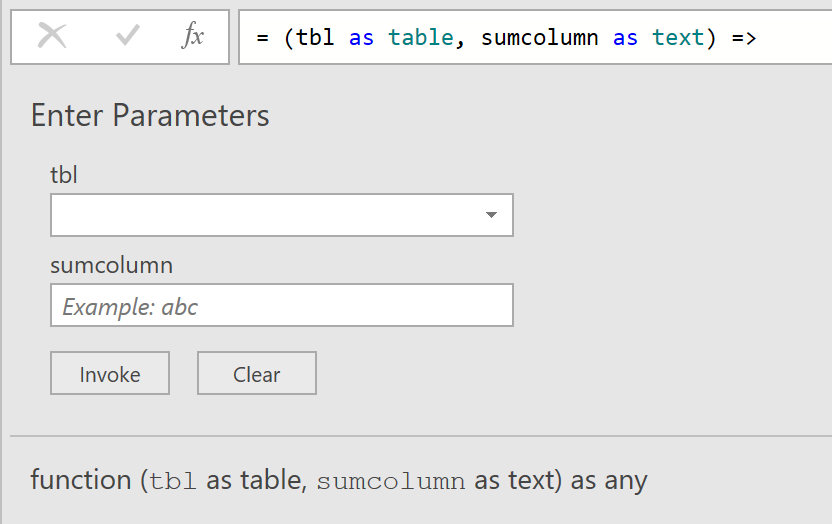 fx = (tbl as table, sumcolumn as text) =>
Enter Parameters
tbl
sumcolumn
Example: abc
Invoke Clear
function (tbl as table, sumcolumn as text) as any